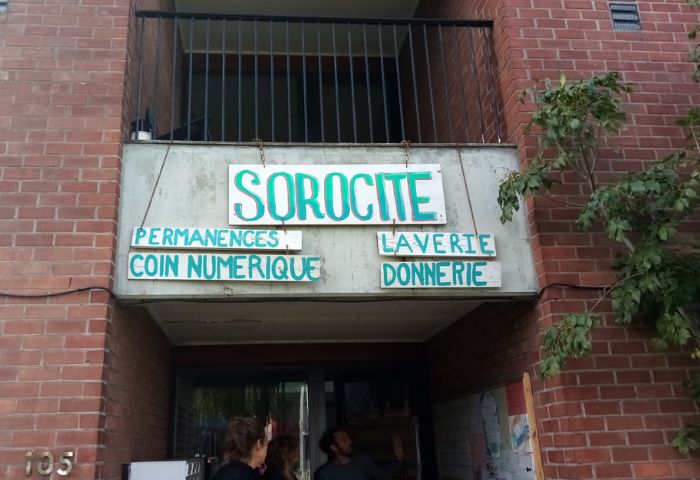 SOROCITE
PERMANENCES
COIN NUMERIQUE
LAVERIE
DONNERIE
105